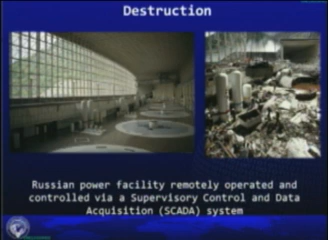 Destruction
Russian power facility remotely operated and
controlled via a Supervisory Control and Data
Acquisition (SCADA) system